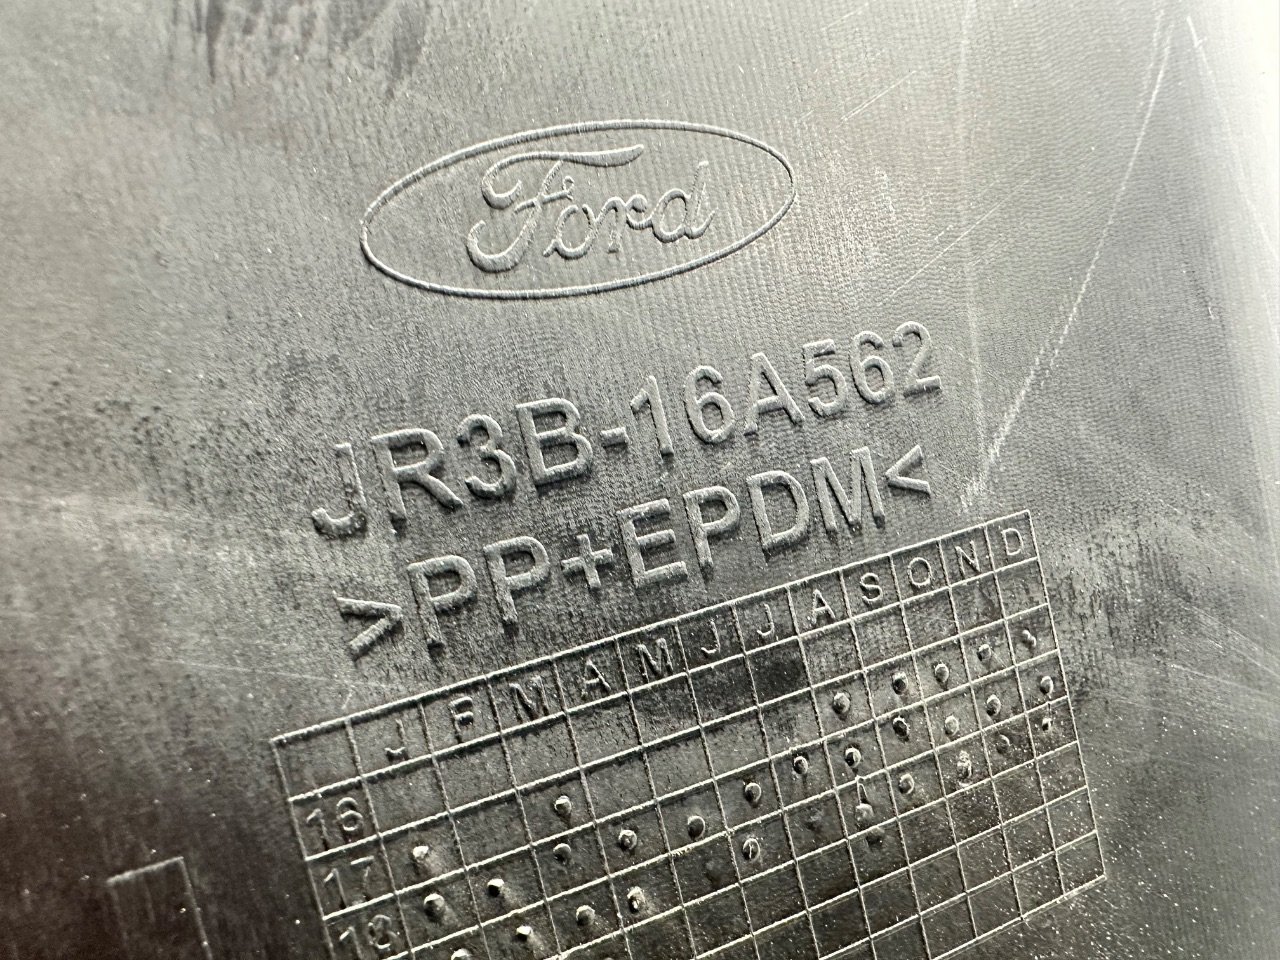 Ford
JR3B-16A562
>PP+EPDM<
J F M A M J J A S O N D
16
17
18